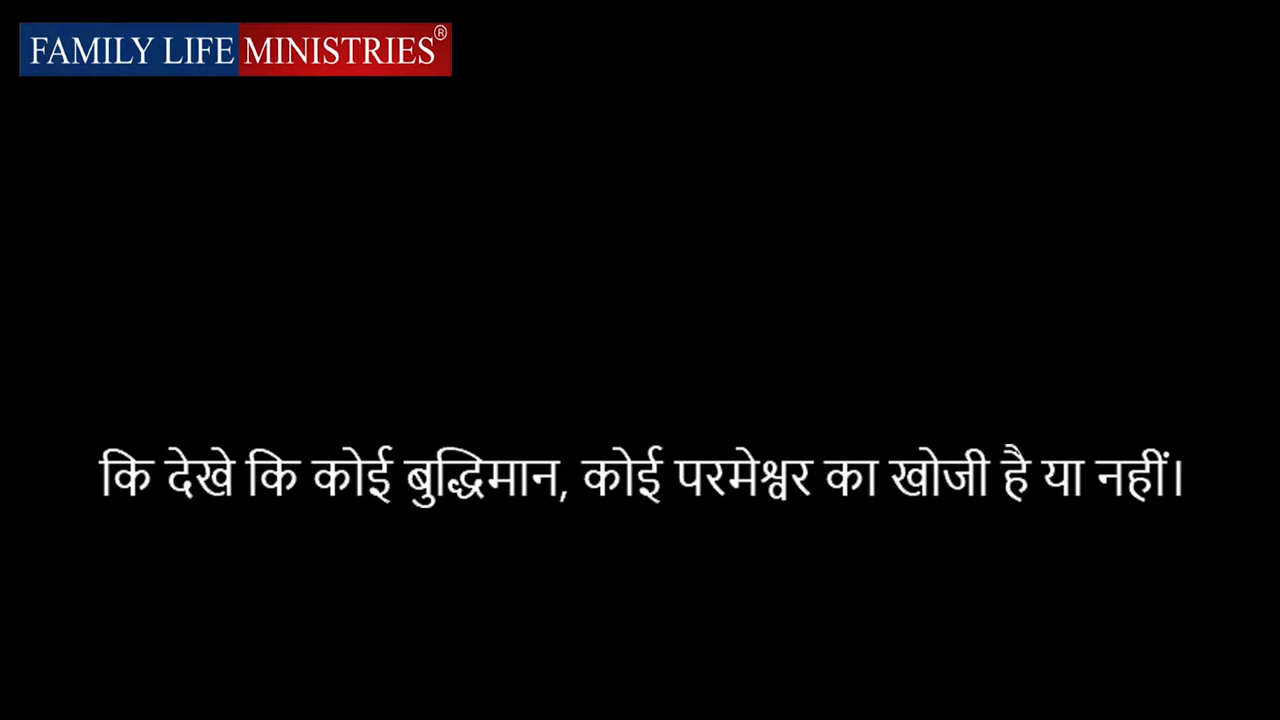 FAMILY LIFE MINISTRIES®
कि देखे कि कोई बुद्धिमान, कोई परमेश्वर का खोजी है या नहीं।